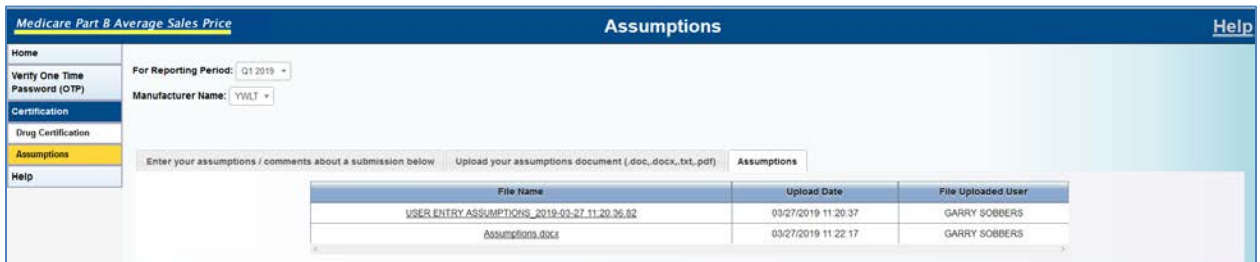 Medicare Part B Average Sales Price
Assumptions
Help
Home
Verify One Time
Password (OTP)
Certification
Drug Certification
Assumptions
Help
For Reporting Period: Q1 2019
Manufacturer Name: YWLT
Enter your assumptions / comments about a submission below
Upload your assumptions document (.doc,.docx,.txt,.pdf)
Assumptions
File Name Upload Date File Uploaded User
USER ENTRY ASSUMPTIONS_2019-03-27 11:20:36.82 03/27/2019 11:20:37 GARRY SOBBERS
Assumptions.docx 03/27/2019 11:22:17 GARRY SOBBERS